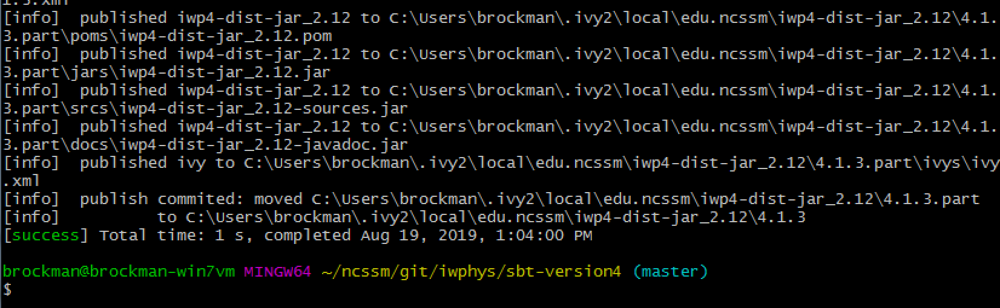 1.3.xml
[info]  published iwp4-dist-jar_2.12 to C:\Users\brockman\.ivy2\local\edu.ncssm\iwp4-dist-jar_2.12\4.1.
3.part\poms\iwp4-dist-jar_2.12.pom
[info]  published iwp4-dist-jar_2.12 to C:\Users\brockman\.ivy2\local\edu.ncssm\iwp4-dist-jar_2.12\4.1.
3.part\jars\iwp4-dist-jar_2.12.jar
[info]  published iwp4-dist-jar_2.12 to C:\Users\brockman\.ivy2\local\edu.ncssm\iwp4-dist-jar_2.12\4.1.
3.part\srcs\iwp4-dist-jar_2.12-sources.jar
[info]  published iwp4-dist-jar_2.12 to C:\Users\brockman\.ivy2\local\edu.ncssm\iwp4-dist-jar_2.12\4.1.
3.part\docs\iwp4-dist-jar_2.12-javadoc.jar
[info]  published ivy to C:\Users\brockman\.ivy2\local\edu.ncssm\iwp4-dist-jar_2.12\4.1.3.part\ivys\ivy
.xml
[info]  publish commited: moved C:\Users\brockman\.ivy2\local\edu.ncssm\iwp4-dist-jar_2.12\4.1.3.part
[info]          to C:\Users\brockman\.ivy2\local\edu.ncssm\iwp4-dist-jar_2.12\4.1.3
[success] Total time: 1 s, completed Aug 19, 2019, 1:04:00 PM
brockman@brockman-win7vm MINGW64 ~/ncssm/git/iwphys/sbt-version4 (master)
$